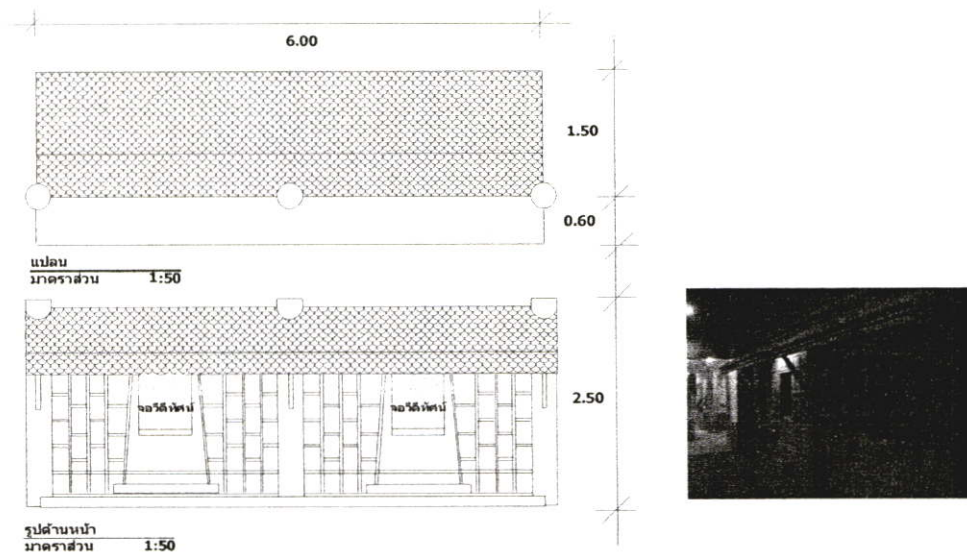 6.00
1.50
0.60
แปลน
มาตราส่วน 1:50
จอวีดีทัศน์ จอวีดีทัศน์
2.50
รูปด้านหน้า
มาตราส่วน 1:50